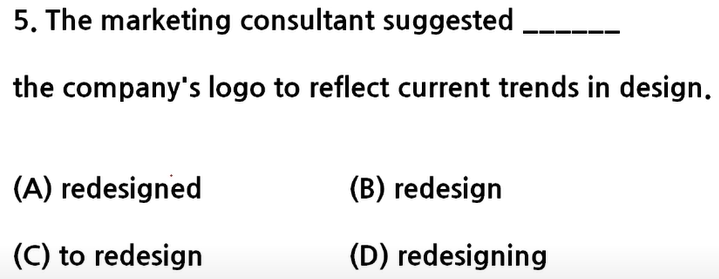 5. The marketing consultant suggested ______
the company's logo to reflect current trends in design.
(A) redesigned (B) redesign
(C) to redesign (D) redesigning